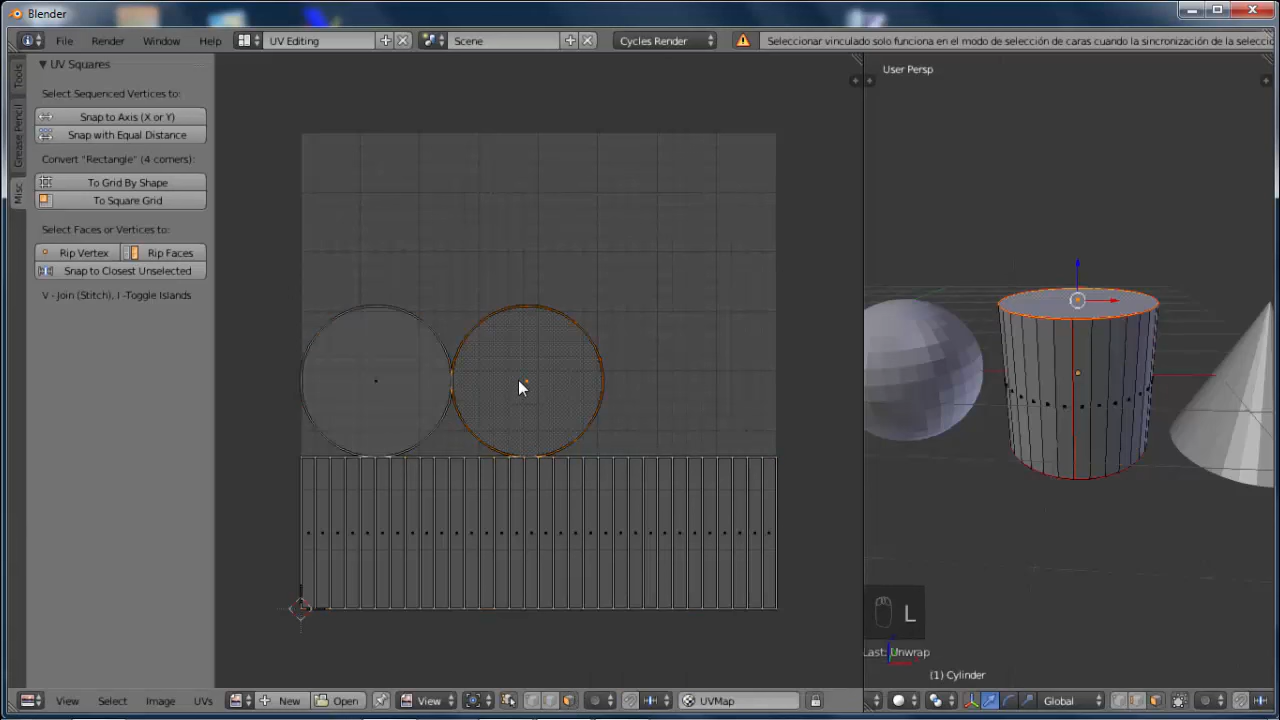 Blender
File Render Window Help UV Editing Scene Cycles Render Seleccionar vinculado solo funciona en el modo de selección de caras cuando la sincronización de la selecci
UV Squares
Select Sequenced Vertices to:
Snap to Axis (X or Y)
Snap with Equal Distance
Convert "Rectangle" (4 corners):
To Grid By Shape
To Square Grid
Select Faces or Vertices to:
Rip Vertex Rip Faces
Snap to Closest Unselected
V - Join (Stitch), I -Toggle Islands
Tools
Grease Pencil
Misc
User Persp
L
Last: Unwrap
(1) Cylinder
View Select Image UVs New Open View UVMap Global